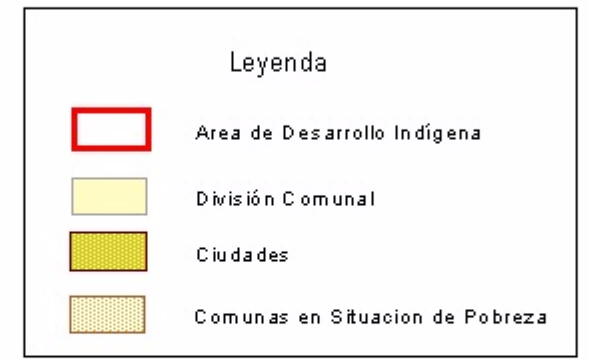 Leyenda
Area de Desarrollo Indígena
División Comunal
Ciudades
Comunas en Situacion de Pobreza